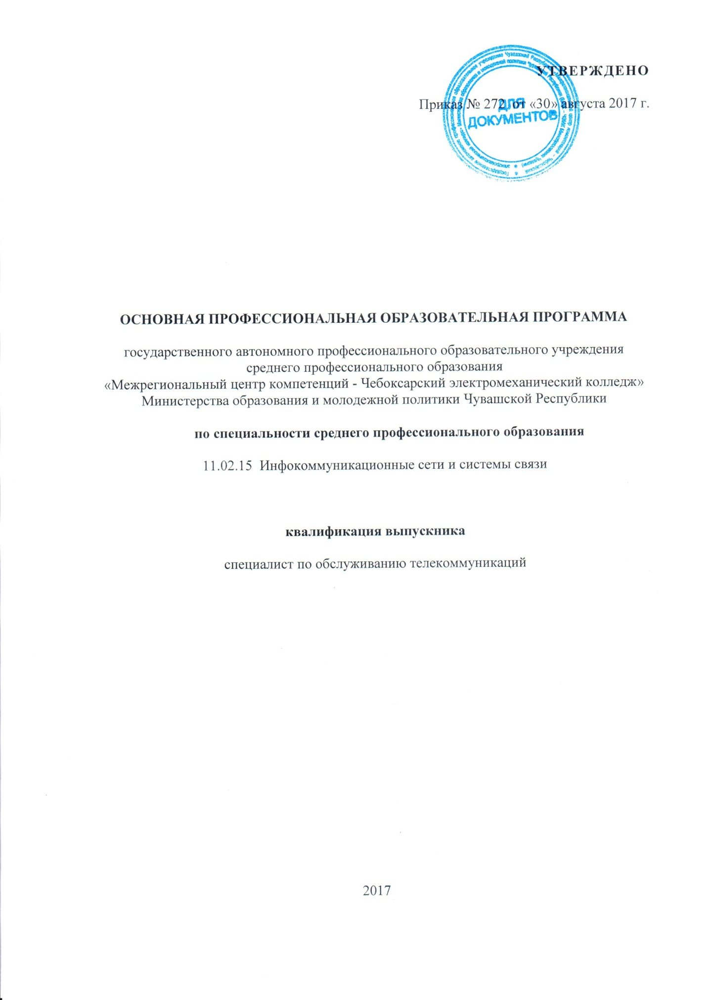 УТВЕРЖДЕНО
Приказ № 272 от «30» августа 2017 г.
ДЛЯ
ДОКУМЕНТОВ
ОСНОВНАЯ ПРОФЕССИОНАЛЬНАЯ ОБРАЗОВАТЕЛЬНАЯ ПРОГРАММА
государственного автономного профессионального образовательного учреждения
среднего профессионального образования
«Межрегиональный центр компетенций - Чебоксарский электромеханический колледж»
Министерства образования и молодежной политики Чувашской Республики
по специальности среднего профессионального образования
11.02.15 Инфокоммуникационные сети и системы связи
квалификация выпускника
специалист по обслуживанию телекоммуникаций
2017